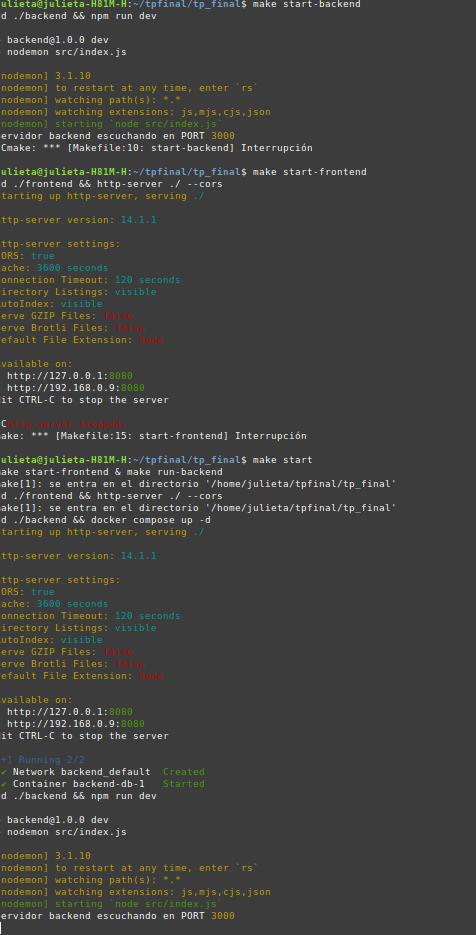 ulieta@julieta-H81M-H:~/tpfinal/tp_final$ make start-backend
d ./backend && npm run dev
backend@1.0.0 dev
nodemon src/index.js
nodemon] 3.1.10
nodemon] to restart at any time, enter `rs`
nodemon] watching path(s): *.*
nodemon] watching extensions: js,mjs,cjs,json
nodemon] starting `node src/index.js`
ervidor backend escuchando en PORT 3000
Cmake: *** [Makefile:10: start-backend] Interrupción
ulieta@julieta-H81M-H:~/tpfinal/tp_final$ make start-frontend
d ./frontend && http-server ./ --cors
tarting up http-server, serving ./
ttp-server version: 14.1.1
ttp-server settings:
ORS: true
ache: 3600 seconds
onnection Timeout: 120 seconds
irectory Listings: visible
utoIndex: visible
erve GZIP Files: false
erve Brotli Files: false
efault File Extension: none
vailable on:
http://127.0.0.1:8080
http://192.168.0.9:8080
it CTRL-C to stop the server
Chttp-server stopped.
ake: *** [Makefile:15: start-frontend] Interrupción
ulieta@julieta-H81M-H:~/tpfinal/tp_final$ make start
ake start-frontend & make run-backend
ake[1]: se entra en el directorio '/home/julieta/tpfinal/tp_final'
d ./frontend && http-server ./ --cors
ake[1]: se entra en el directorio '/home/julieta/tpfinal/tp_final'
d ./backend && docker compose up -d
tarting up http-server, serving ./
ttp-server version: 14.1.1
ttp-server settings:
ORS: true
ache: 3600 seconds
onnection Timeout: 120 seconds
irectory Listings: visible
utoIndex: visible
erve GZIP Files: false
erve Brotli Files: false
efault File Extension: none
vailable on:
http://127.0.0.1:8080
http://192.168.0.9:8080
it CTRL-C to stop the server
+] Running 2/2
✔ Network backend_default Created
✔ Container backend-db-1 Started
d ./backend && npm run dev
backend@1.0.0 dev
nodemon src/index.js
nodemon] 3.1.10
nodemon] to restart at any time, enter `rs`
nodemon] watching path(s): *.*
nodemon] watching extensions: js,mjs,cjs,json
nodemon] starting `node src/index.js`
ervidor backend escuchando en PORT 3000